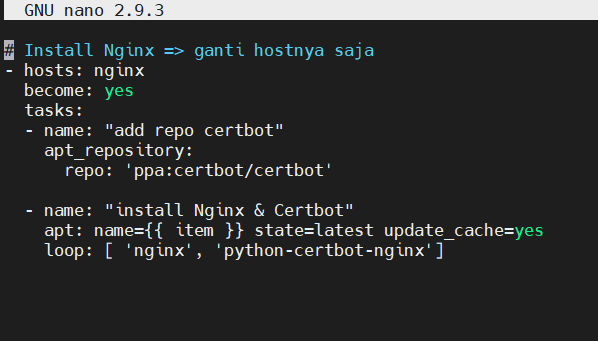 GNU nano 2.9.3
# Install Nginx => ganti hostnya saja
- hosts: nginx
  become: yes
  tasks:
  - name: "add repo certbot"
    apt_repository:
      repo: 'ppa:certbot/certbot'
  - name: "install Nginx & Certbot"
    apt: name={{ item }} state=latest update_cache=yes
    loop: [ 'nginx', 'python-certbot-nginx']